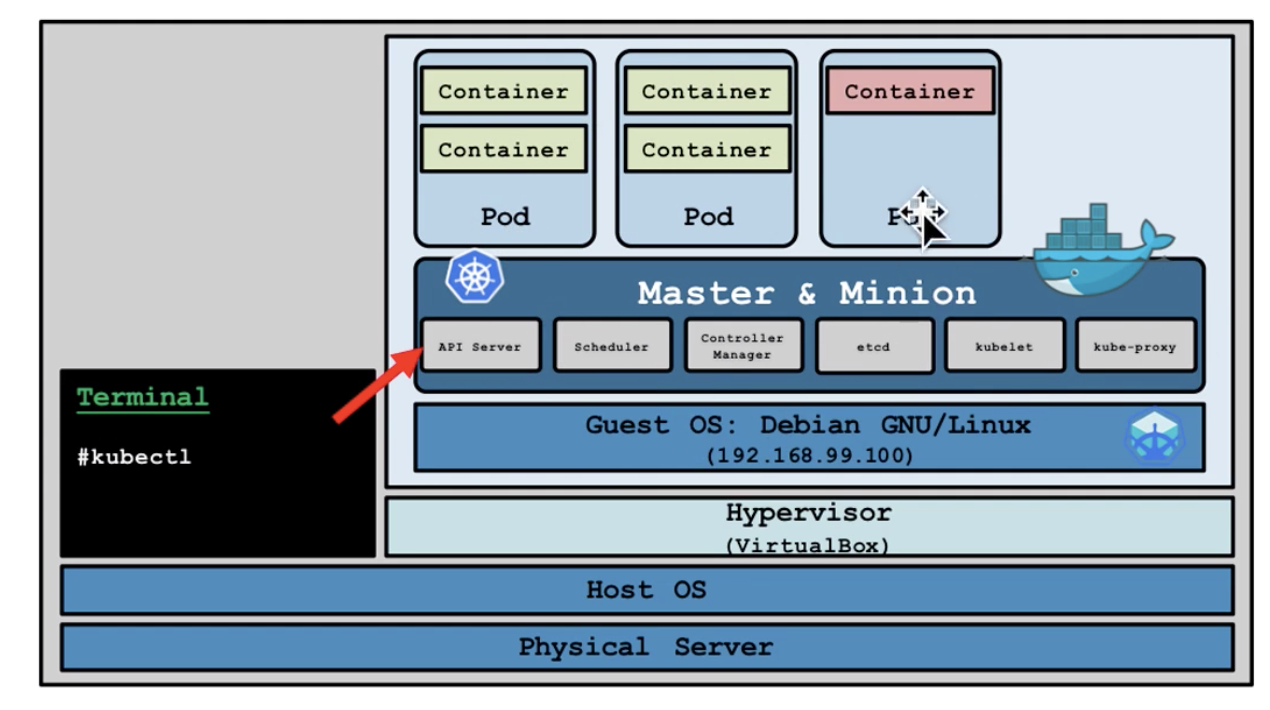 Container
Container
Pod
Container
Container
Pod
Container
Master & Minion
API Server
Scheduler
Controller
Manager
etcd
kubelet
kube-proxy
Terminal
#kubectl
Guest OS: Debian GNU/Linux
(192.168.99.100)
Hypervisor
(VirtualBox)
Host OS
Physical Server